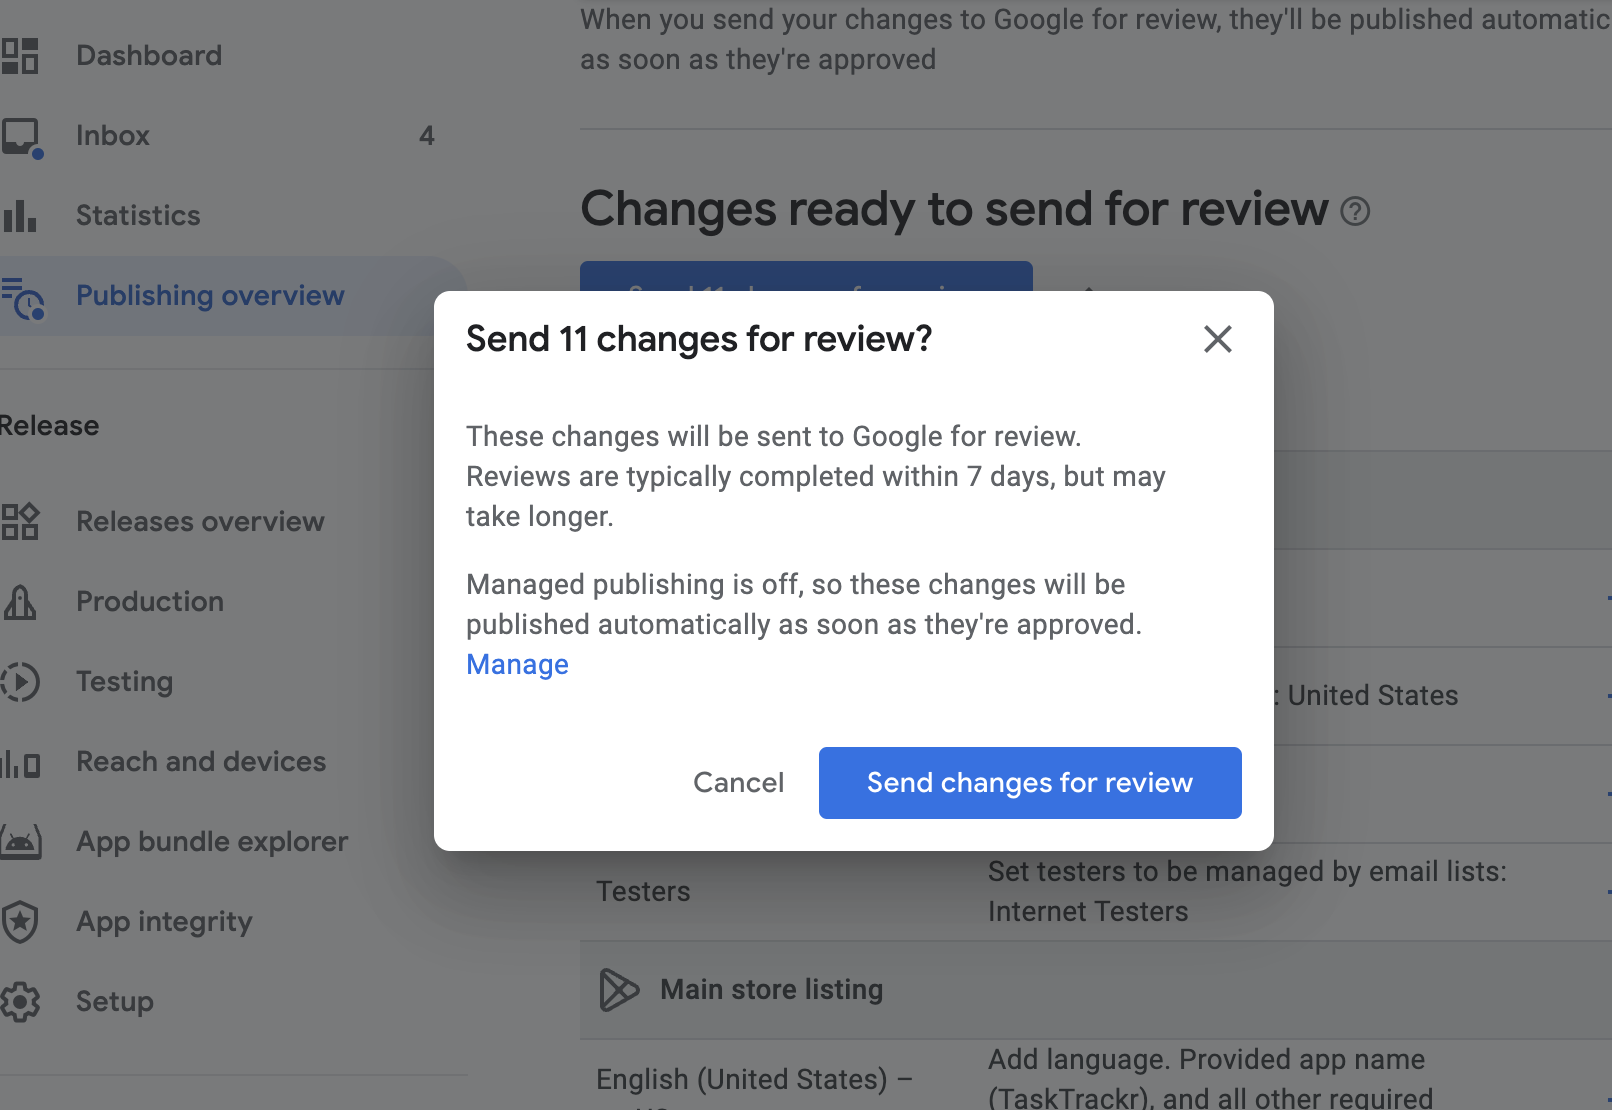 When you send your changes to Google for review, they'll be published automatic
as soon as they're approved
Dashboard
Inbox 4
Statistics
Publishing overview
Release
Releases overview
Production
Testing
Reach and devices
App bundle explorer
App integrity
Setup
Changes ready to send for review
Send 11 changes for review?
These changes will be sent to Google for review.
Reviews are typically completed within 7 days, but may
take longer.
Managed publishing is off, so these changes will be
published automatically as soon as they're approved.
Manage
Cancel Send changes for review
: United States
Testers
Set testers to be managed by email lists:
Internet Testers
Main store listing
English (United States) –
Add language. Provided app name
(TaskTrackr), and all other required